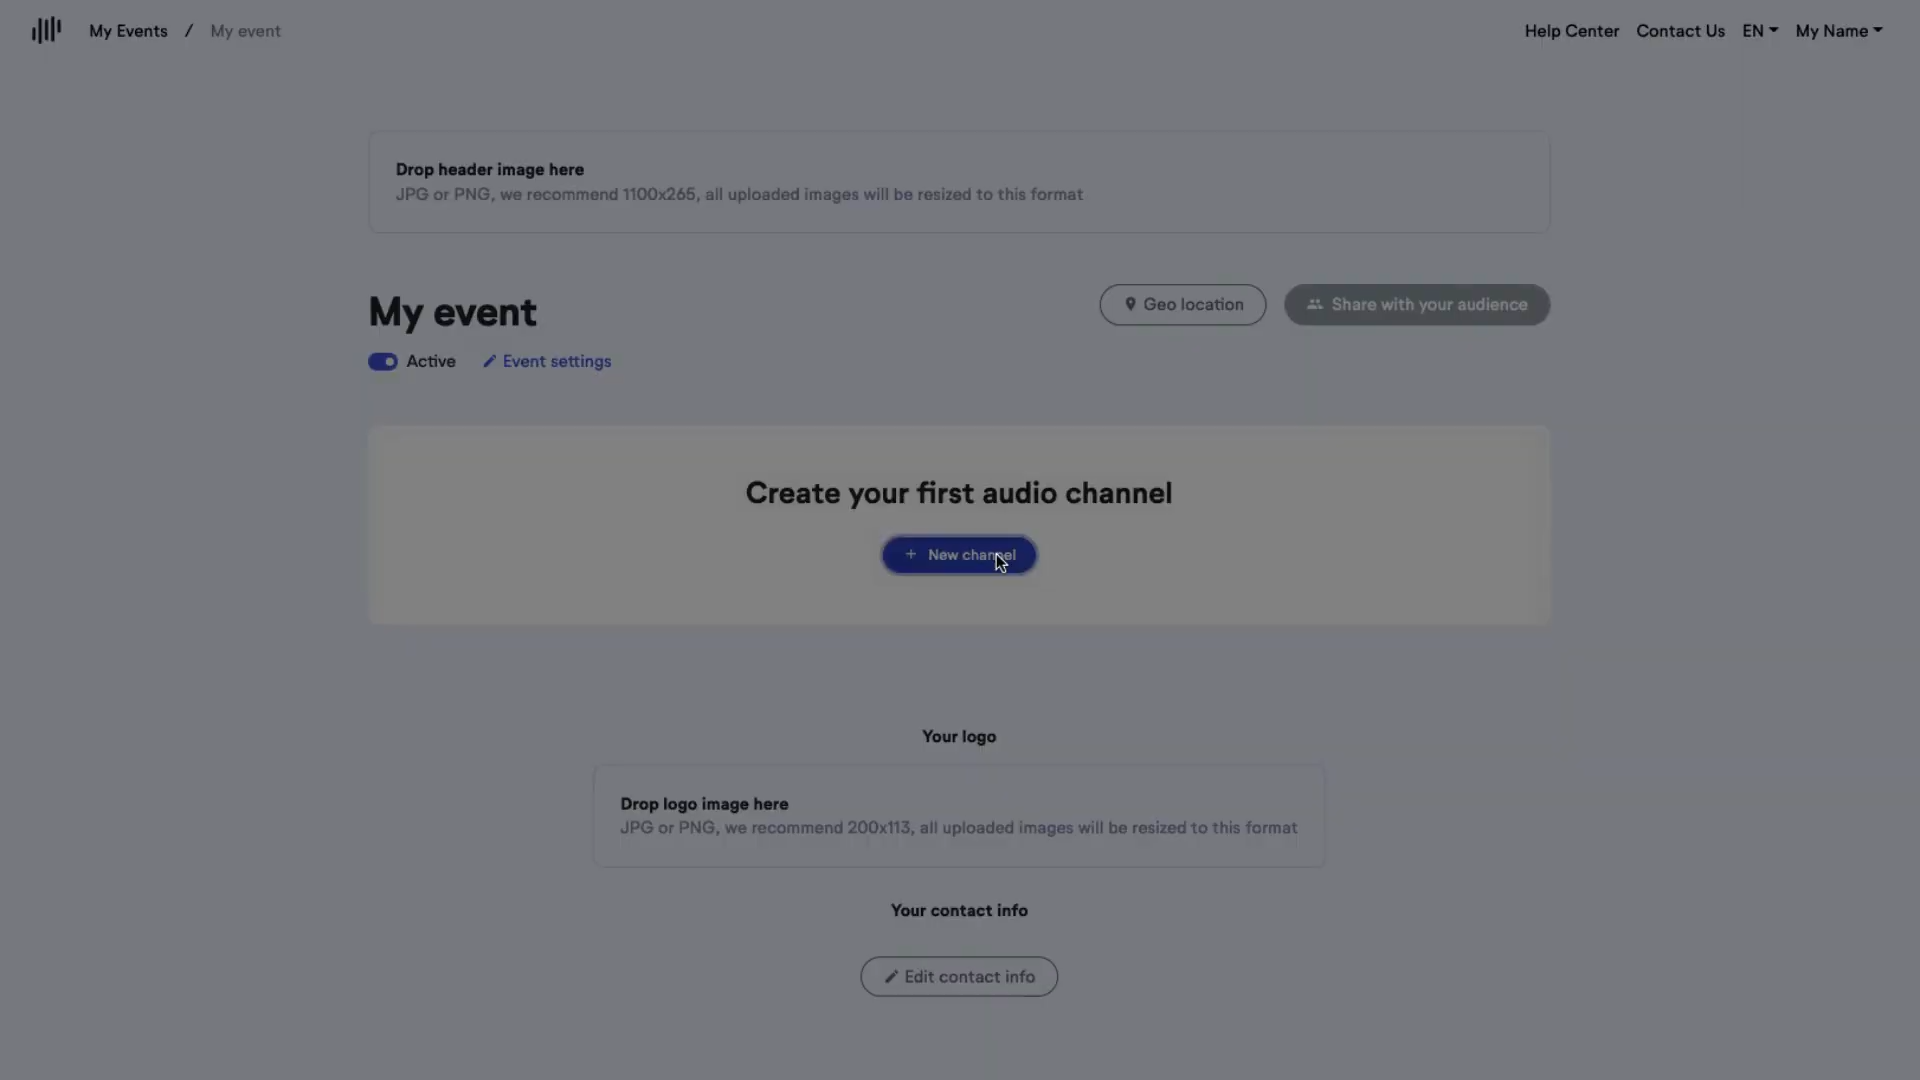 My Events / My event
Help Center Contact Us EN My Name
Drop header image here
JPG or PNG, we recommend 1100x265, all uploaded images will be resized to this format
My event
Geo location
Share with your audience
Active
Event settings
Create your first audio channel
+ New channel
Your logo
Drop logo image here
JPG or PNG, we recommend 200x113, all uploaded images will be resized to this format
Your contact info
Edit contact info